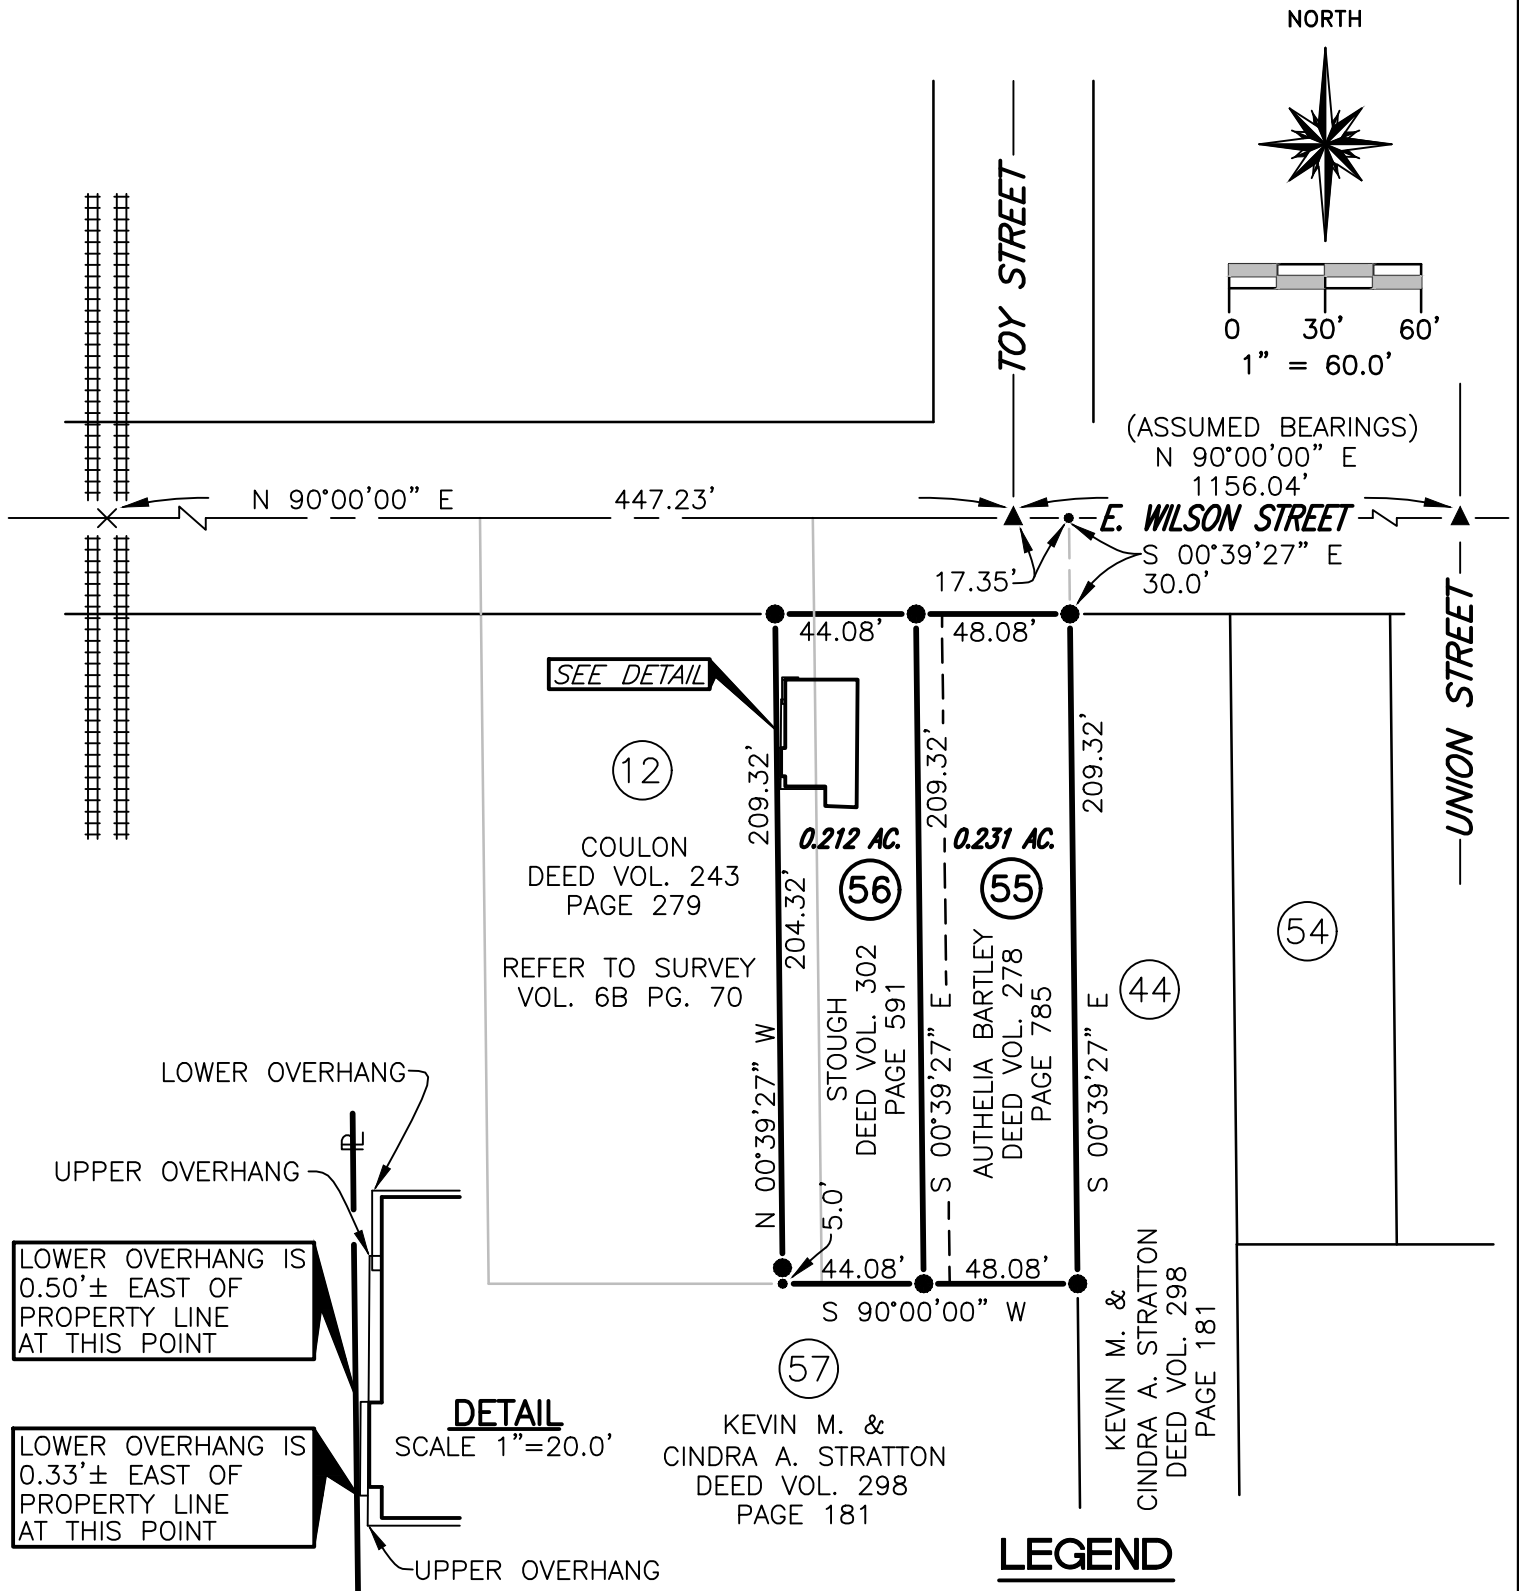 NORTH
TOY STREET
0 30' 60'
1" = 60.0'
(ASSUMED BEARINGS)
N 90°00'00" E
1156.04'
N 90°00'00" E 447.23'
E. WILSON STREET
17.35'
S 00°39'27" E
30.0'
UNION STREET
44.08' 48.08'
SEE DETAIL
12
COULON
DEED VOL. 243
PAGE 279
REFER TO SURVEY
VOL. 6B PG. 70
209.32'
204.32'
N 00°39'27" W
0.212 AC.
56
STOUGH
DEED VOL. 302
PAGE 591
209.32'
S 00°39'27" E
0.231 AC.
55
AUTHELIA BARTLEY
DEED VOL. 278
PAGE 785
209.32'
S 00°39'27" E
44
54
5.0'
44.08' 48.08'
S 90°00'00" W
57
KEVIN M. &
CINDRA A. STRATTON
DEED VOL. 298
PAGE 181
KEVIN M. &
CINDRA A. STRATTON
DEED VOL. 298
PAGE 181
LOWER OVERHANG
PL
UPPER OVERHANG
LOWER OVERHANG IS
0.50'± EAST OF
PROPERTY LINE
AT THIS POINT
DETAIL
SCALE 1"=20.0'
LOWER OVERHANG IS
0.33'± EAST OF
PROPERTY LINE
AT THIS POINT
UPPER OVERHANG
LEGEND